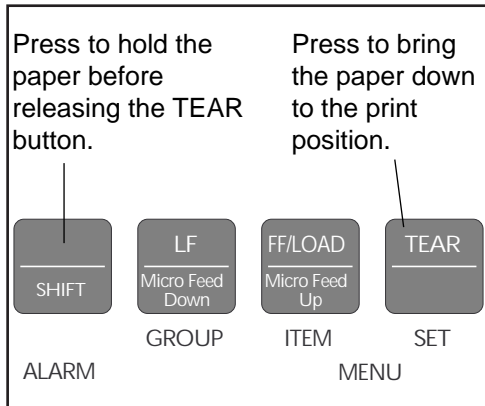 Press to hold the
paper before
releasing the TEAR
button.
Press to bring
the paper down
to the print
position.
SHIFT
LF
Micro Feed
Down
FF/LOAD
Micro Feed
Up
TEAR
GROUP ITEM SET
ALARM MENU